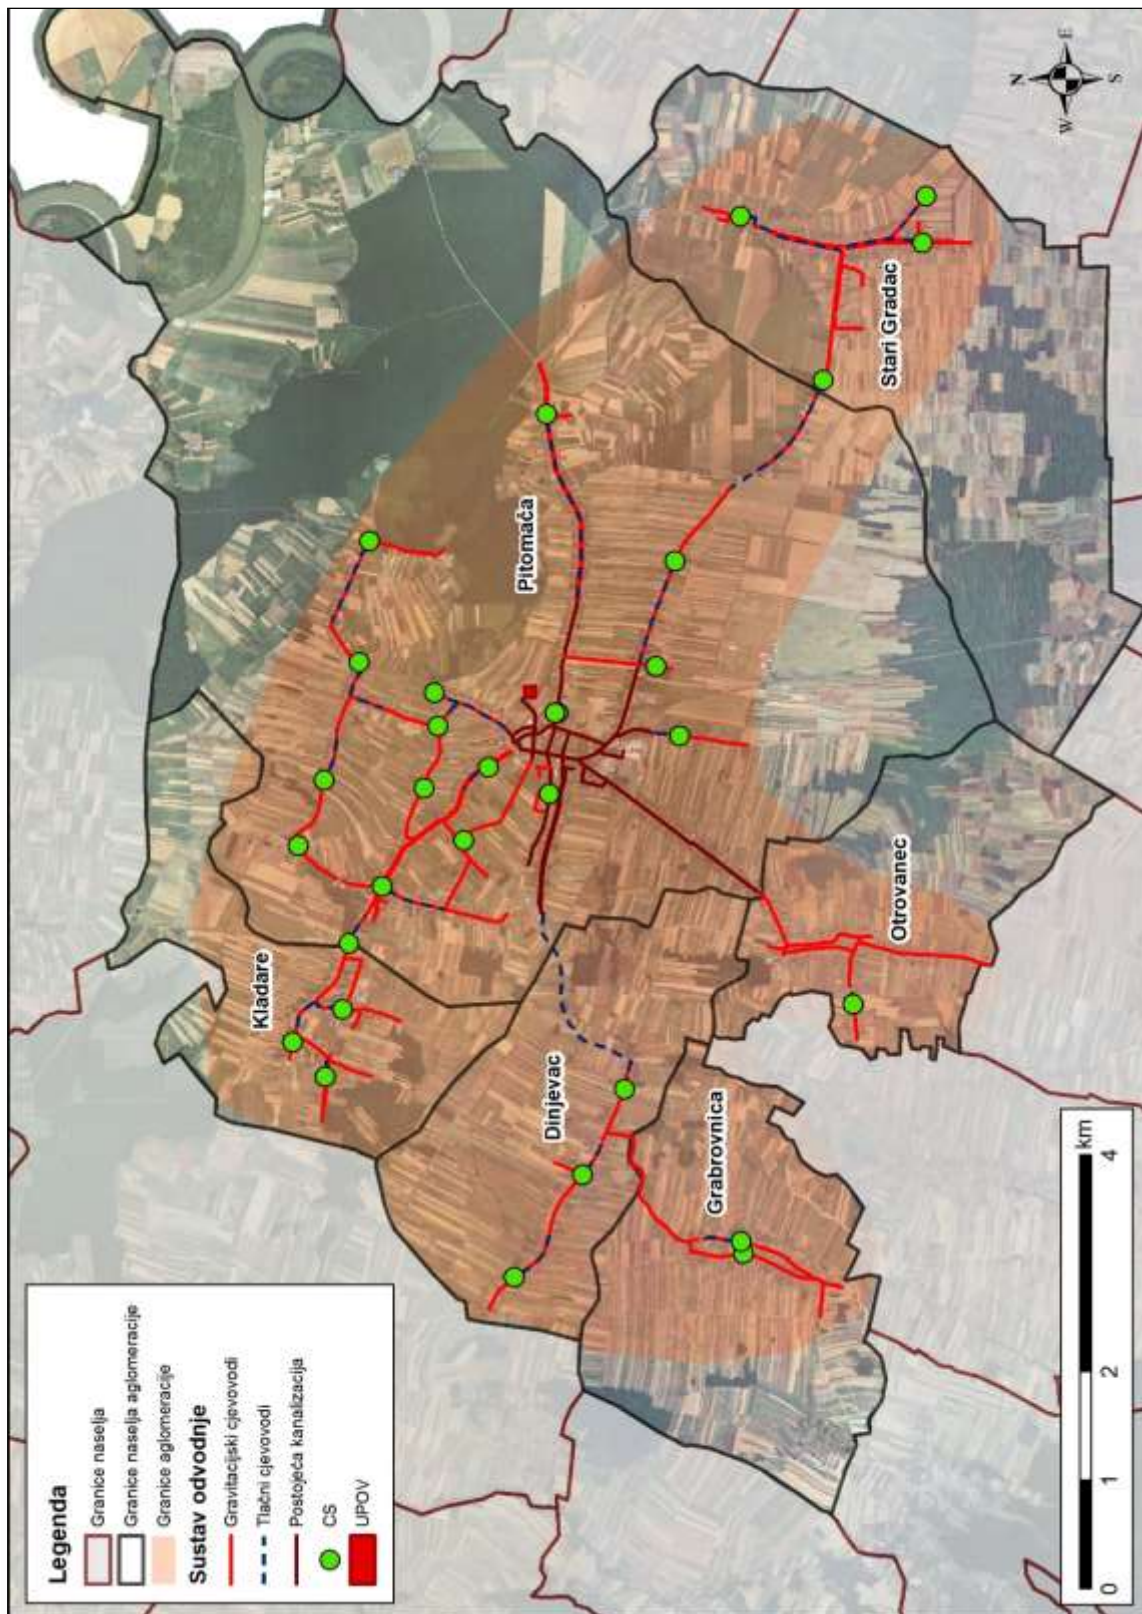 Legenda
Granice naselja
Granice naselja aglomeracije
Granice aglomeracije
Sustav odvodnje
Gravitacijski cjevovodi
Tlačni cjevovodi
Postojeća kanalizacija
CS
UPOV
Kladare
Pitomača
Stari Gradac
Dinjevac
Grabrovnica
Otrovanec
N
W E
S
0 1 2 4
km